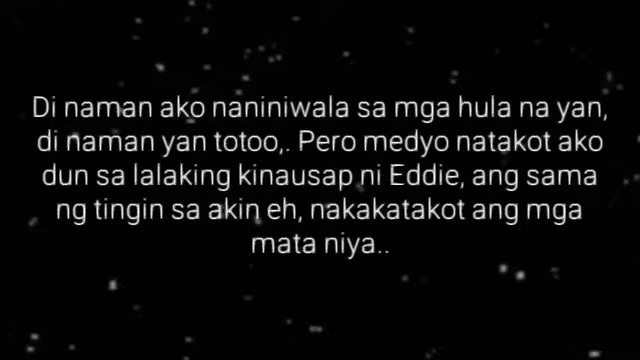 Di naman ako naniniwala sa mga hula na yan,
di naman yan totoo,. Pero medyo natakot ako
dun sa lalaking kinausap ni Eddie, ang sama
ng tingin sa akin eh, nakakatakot ang mga
mata niya..